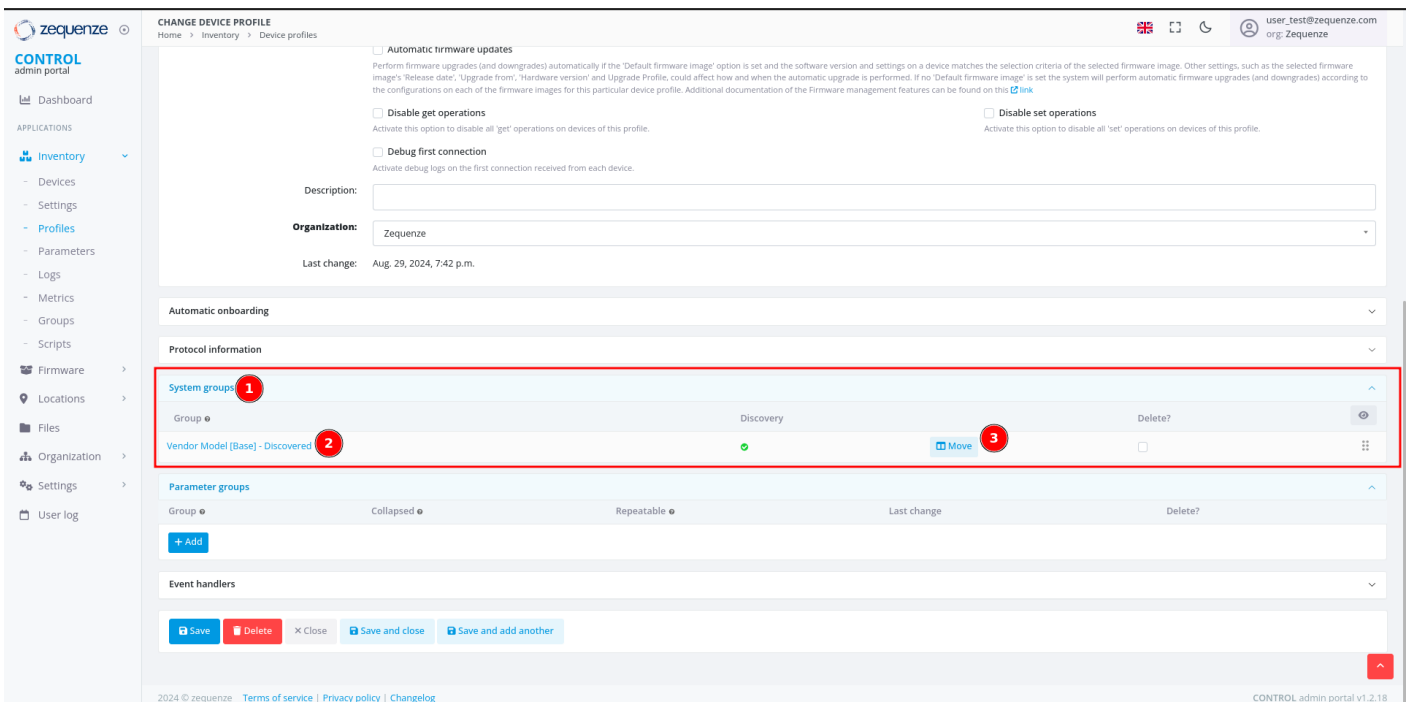 zequenze
CHANGE DEVICE PROFILE
Home > Inventory > Device profiles
user_test@zequenze.com
org: Zequenze
CONTROL
admin portal
Dashboard
APPLICATIONS
Inventory
- Devices
- Settings
- Profiles
- Parameters
- Logs
- Metrics
- Groups
- Scripts
Firmware
Locations
Files
Organization
Settings
User log
Automatic firmware updates
Perform firmware upgrades (and downgrades) automatically if the 'Default firmware image' option is set and the software version and settings on a device matches the selection criteria of the selected firmware image. Other settings, such as the selected firmware
image's 'Release date', 'Upgrade from', 'Hardware version' and Upgrade Profile, could affect how and when the automatic upgrade is performed. If no 'Default firmware image' is set the system will perform automatic firmware upgrades (and downgrades) according to
the configurations on each of the firmware images for this particular device profile. Additional documentation of the Firmware management features can be found on this link
Disable get operations
Activate this option to disable all 'get' operations on devices of this profile.
Disable set operations
Activate this option to disable all 'set' operations on devices of this profile.
Debug first connection
Activate debug logs on the first connection received from each device.
Description:
Organization: Zequenze
Last change: Aug. 29, 2024, 7:42 p.m.
Automatic onboarding
Protocol information
System groups 1
Group Discovery Delete?
Vendor Model [Base] - Discovered 2 Move 3
Parameter groups
Group Collapsed Repeatable Last change Delete?
+ Add
Event handlers
Save Delete × Close Save and close Save and add another
2024 © zequenze Terms of service | Privacy policy | Changelog
CONTROL admin portal v1.2.18